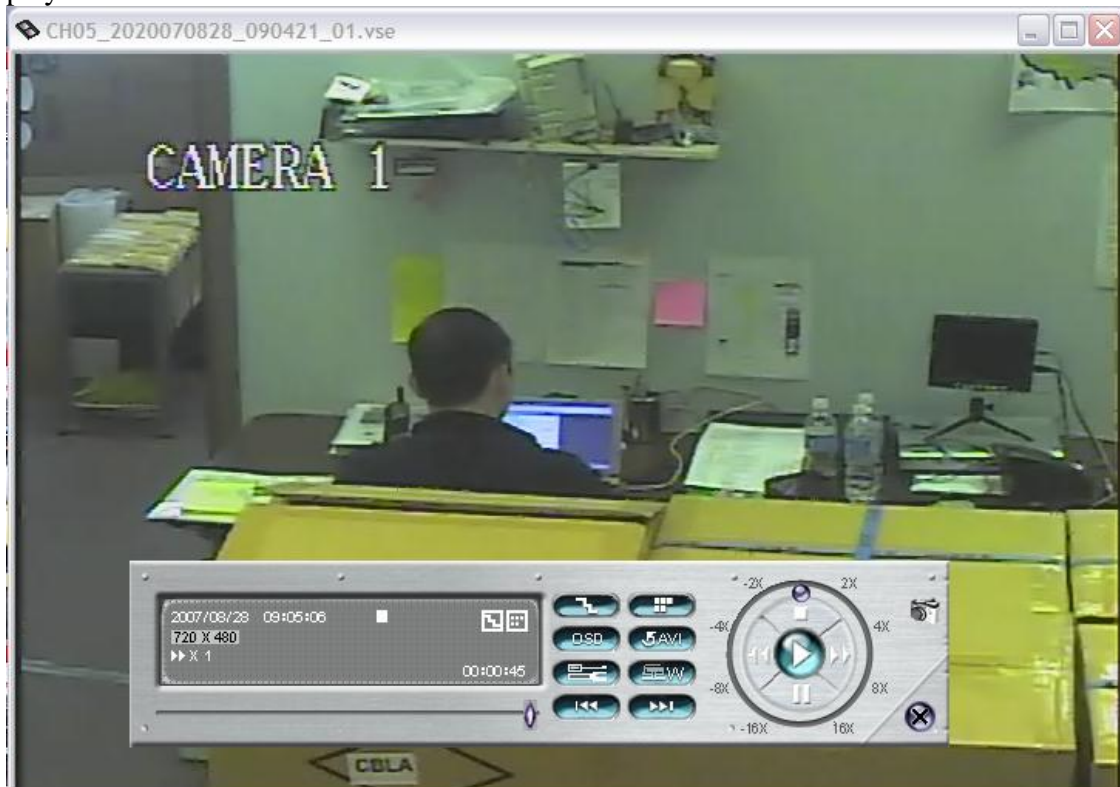 CH05_2020070828_090421_01.vse
CAMERA 1
2007/08/28 09:05:06
720 X 480
X 1
00:00:45
OSD
AVI
-2X
2X
-4X
4X
-8X
8X
-16X
16X
CBLA